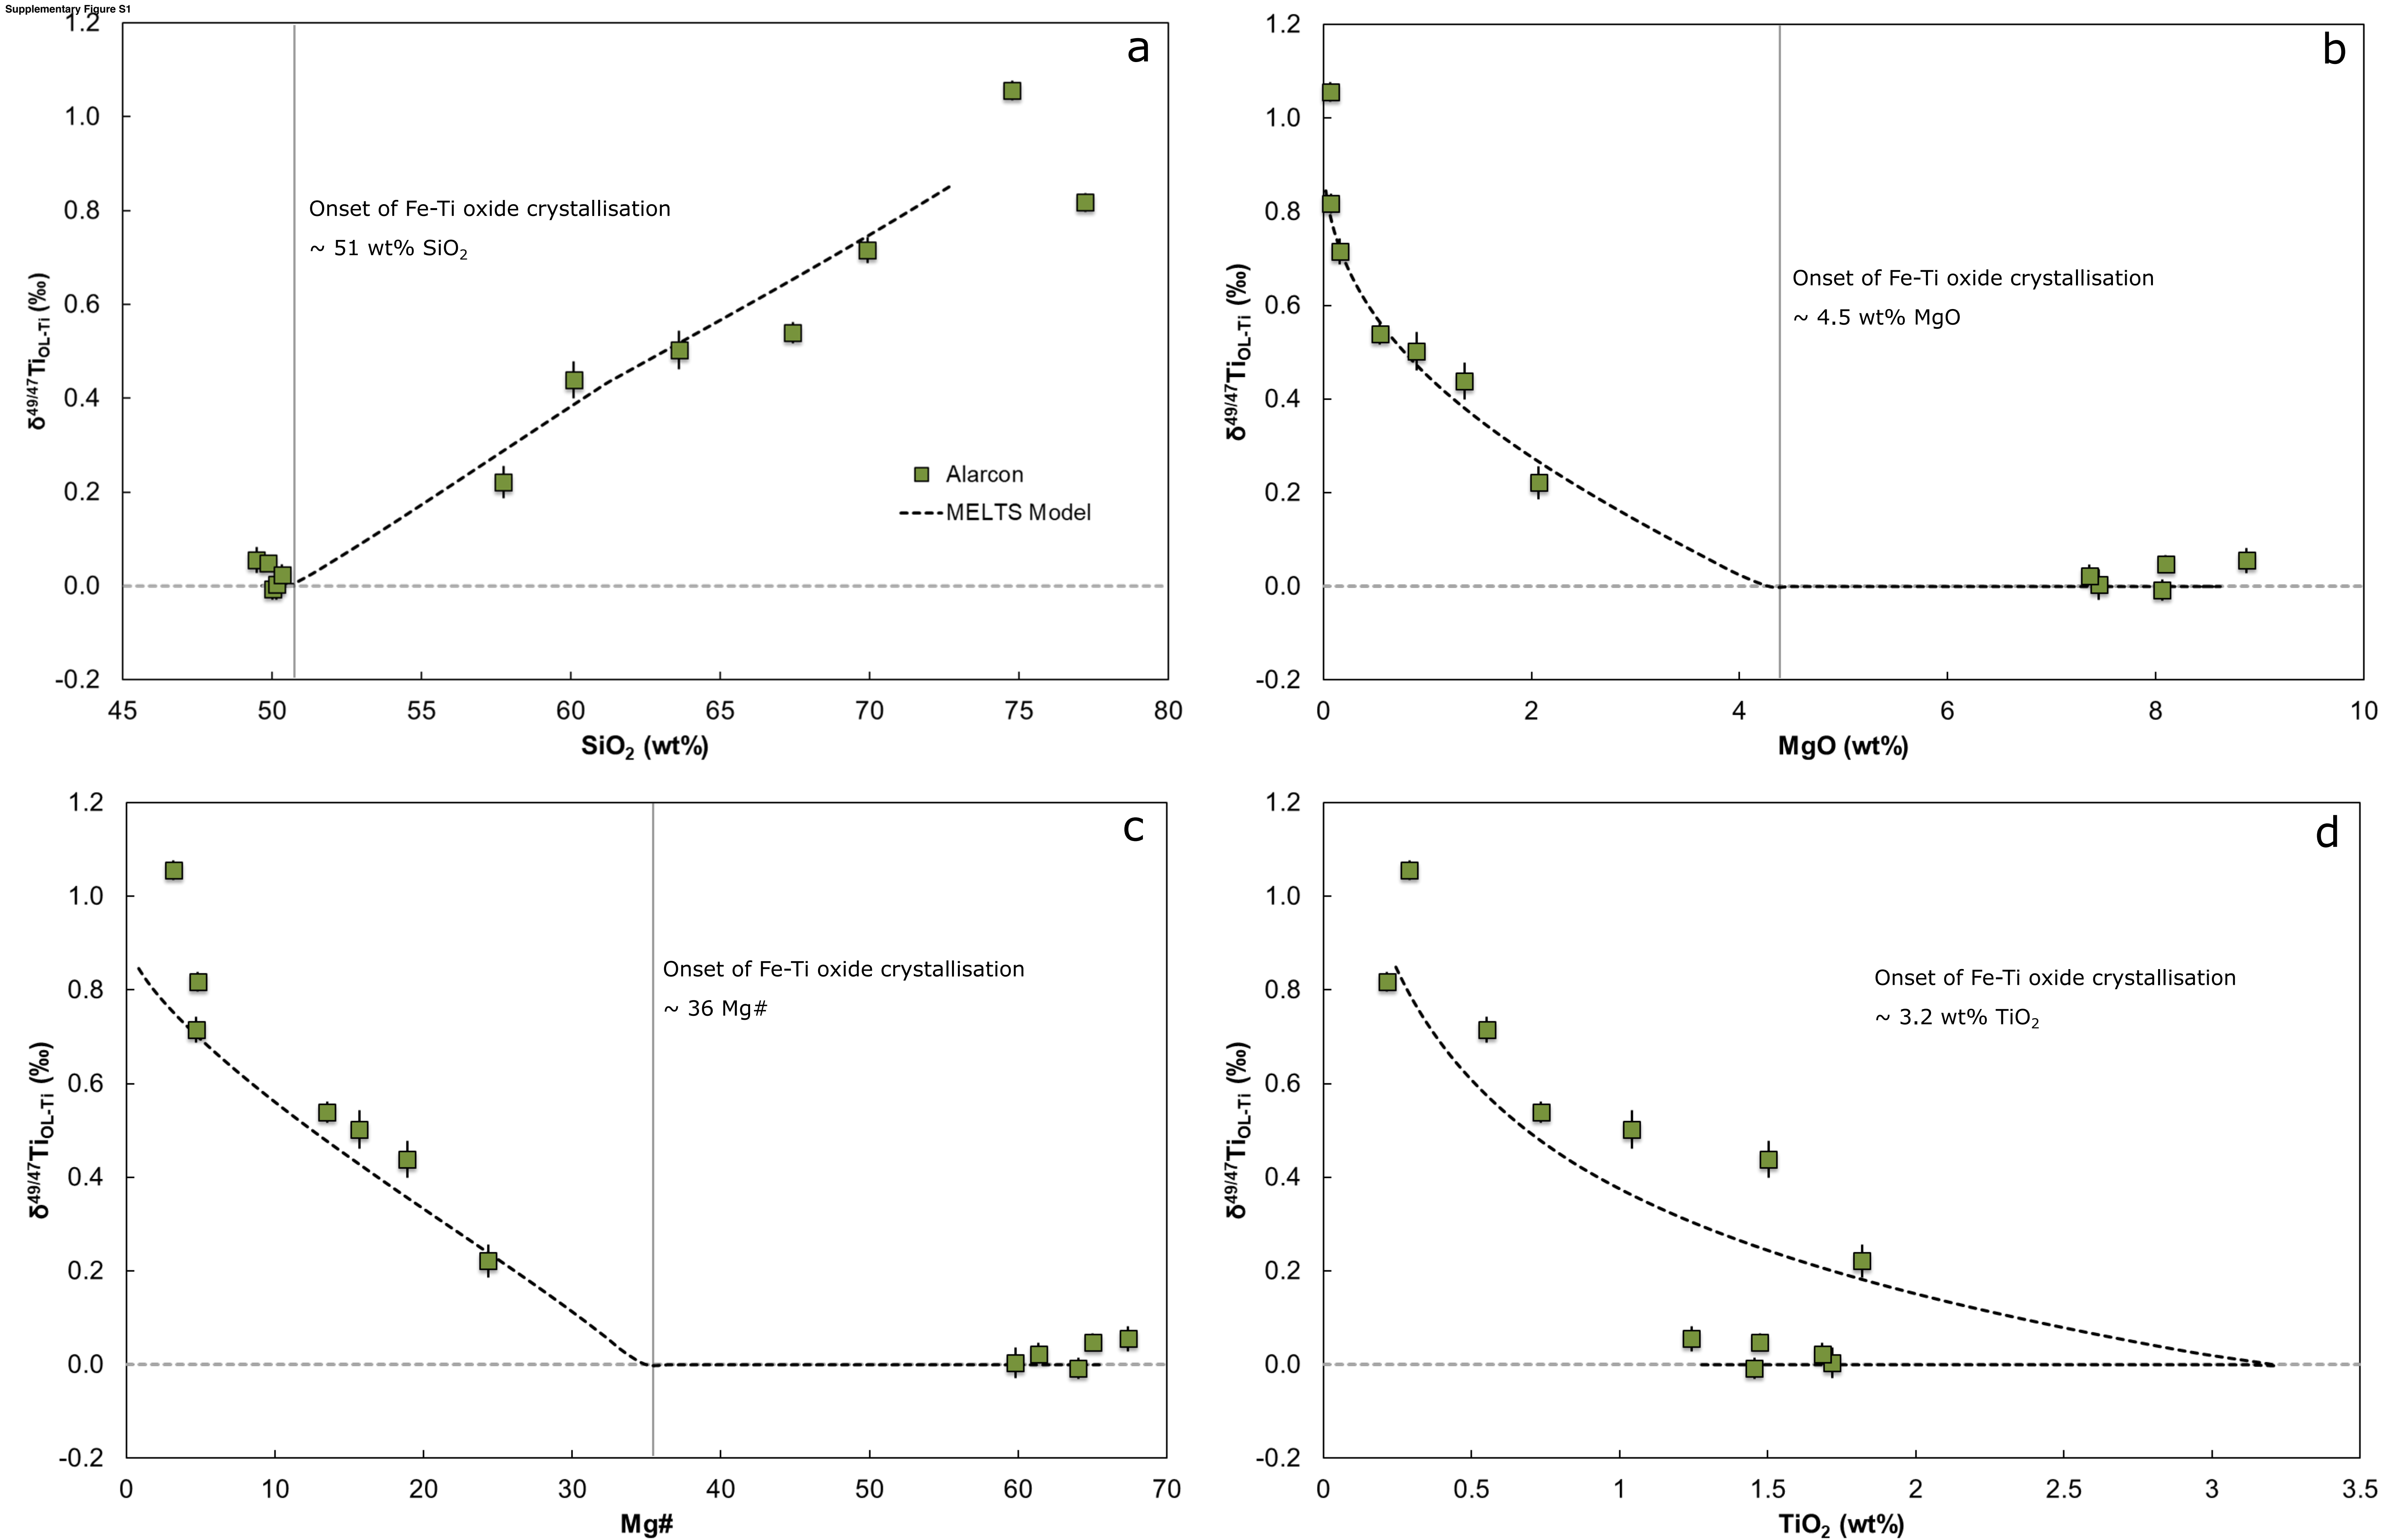 Supplementary Figure S1
a
1.2
1.0
0.8
0.6
0.4
0.2
0.0
-0.2
δ49/47TiOL-Ti (‰)
Onset of Fe-Ti oxide crystallisation
~ 51 wt% SiO2
Alarcon
MELTS Model
45 50 55 60 65 70 75 80
SiO2 (wt%)
b
1.2
1.0
0.8
0.6
0.4
0.2
0.0
-0.2
δ49/47TiOL-Ti (‰)
Onset of Fe-Ti oxide crystallisation
~ 4.5 wt% MgO
0 2 4 6 8 10
MgO (wt%)
c
1.2
1.0
0.8
0.6
0.4
0.2
0.0
-0.2
δ49/47TiOL-Ti (‰)
Onset of Fe-Ti oxide crystallisation
~ 36 Mg#
0 10 20 30 40 50 60 70
Mg#
d
1.2
1.0
0.8
0.6
0.4
0.2
0.0
-0.2
δ49/47TiOL-Ti (‰)
Onset of Fe-Ti oxide crystallisation
~ 3.2 wt% TiO2
0 0.5 1 1.5 2 2.5 3 3.5
TiO2 (wt%)